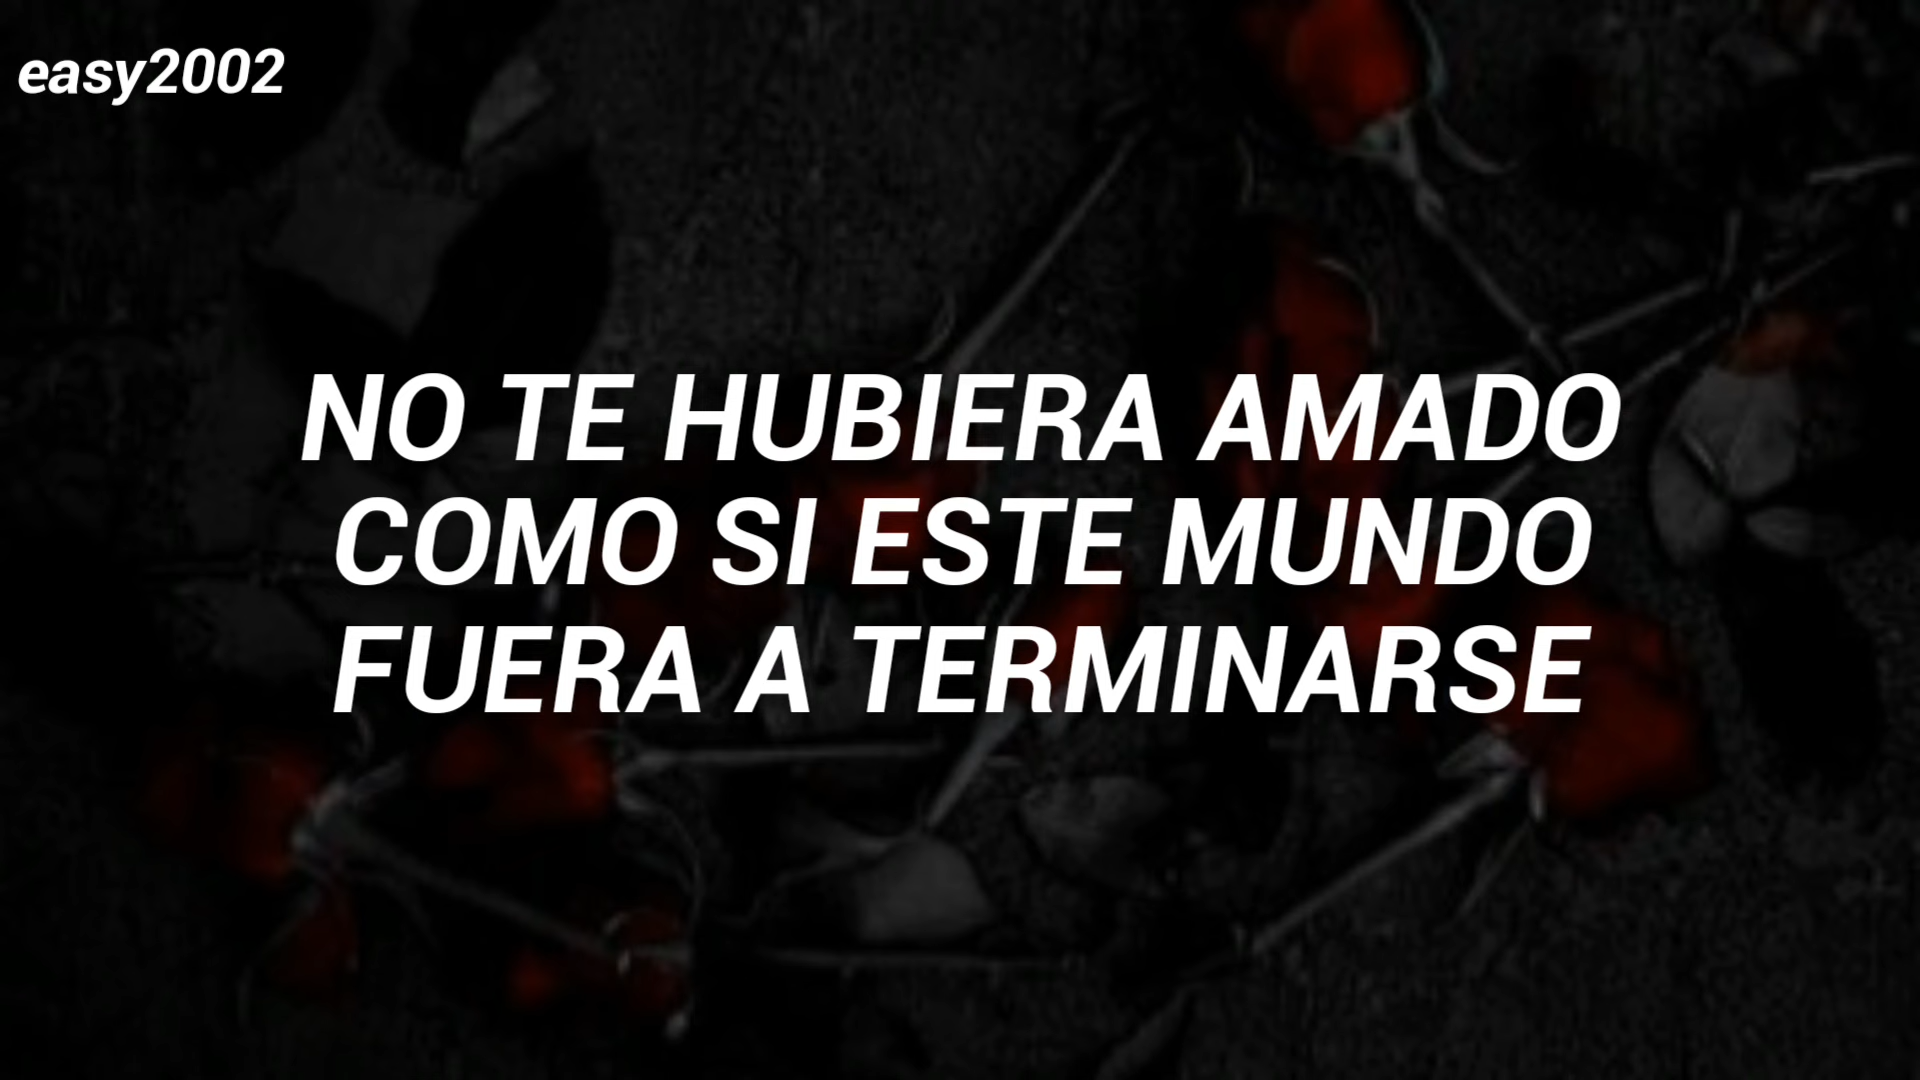 easy2002
NO TE HUBIERA AMADO
COMO SI ESTE MUNDO
FUERA A TERMINARSE